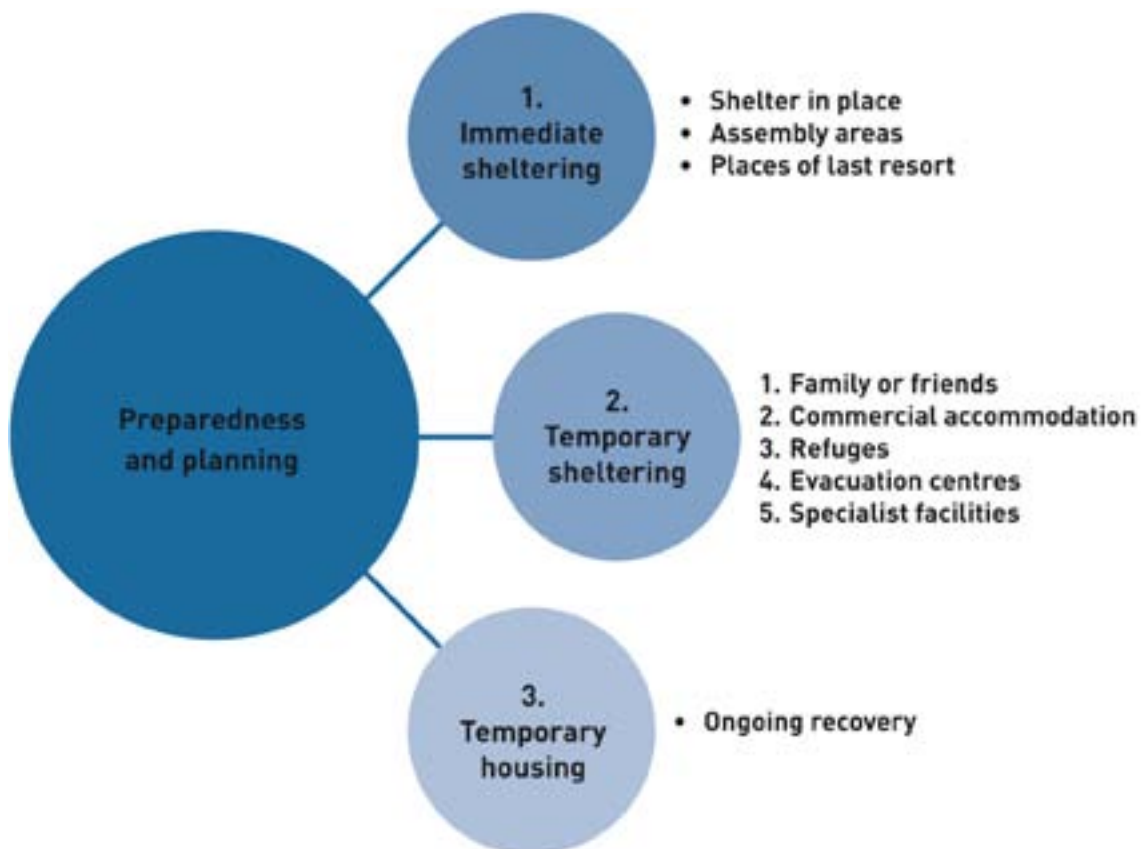 1.
Immediate
sheltering
• Shelter in place
• Assembly areas
• Places of last resort
Preparedness
and planning
2.
Temporary
sheltering
1. Family or friends
2. Commercial accommodation
3. Refuges
4. Evacuation centres
5. Specialist facilities
3.
Temporary
housing
• Ongoing recovery